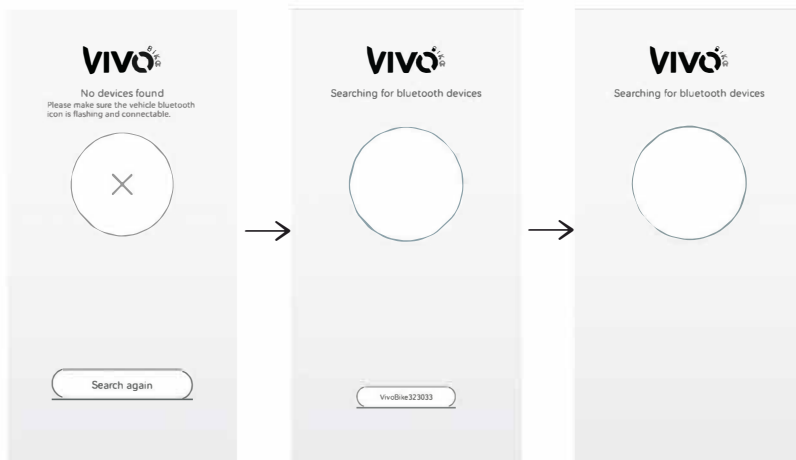 VIVO BIKE
No devices found
Please make sure the vehicle bluetooth
icon is flashing and connectable.
Search again
VIVO BIKE
Searching for bluetooth devices
VivoBike323033
VIVO BIKE
Searching for bluetooth devices